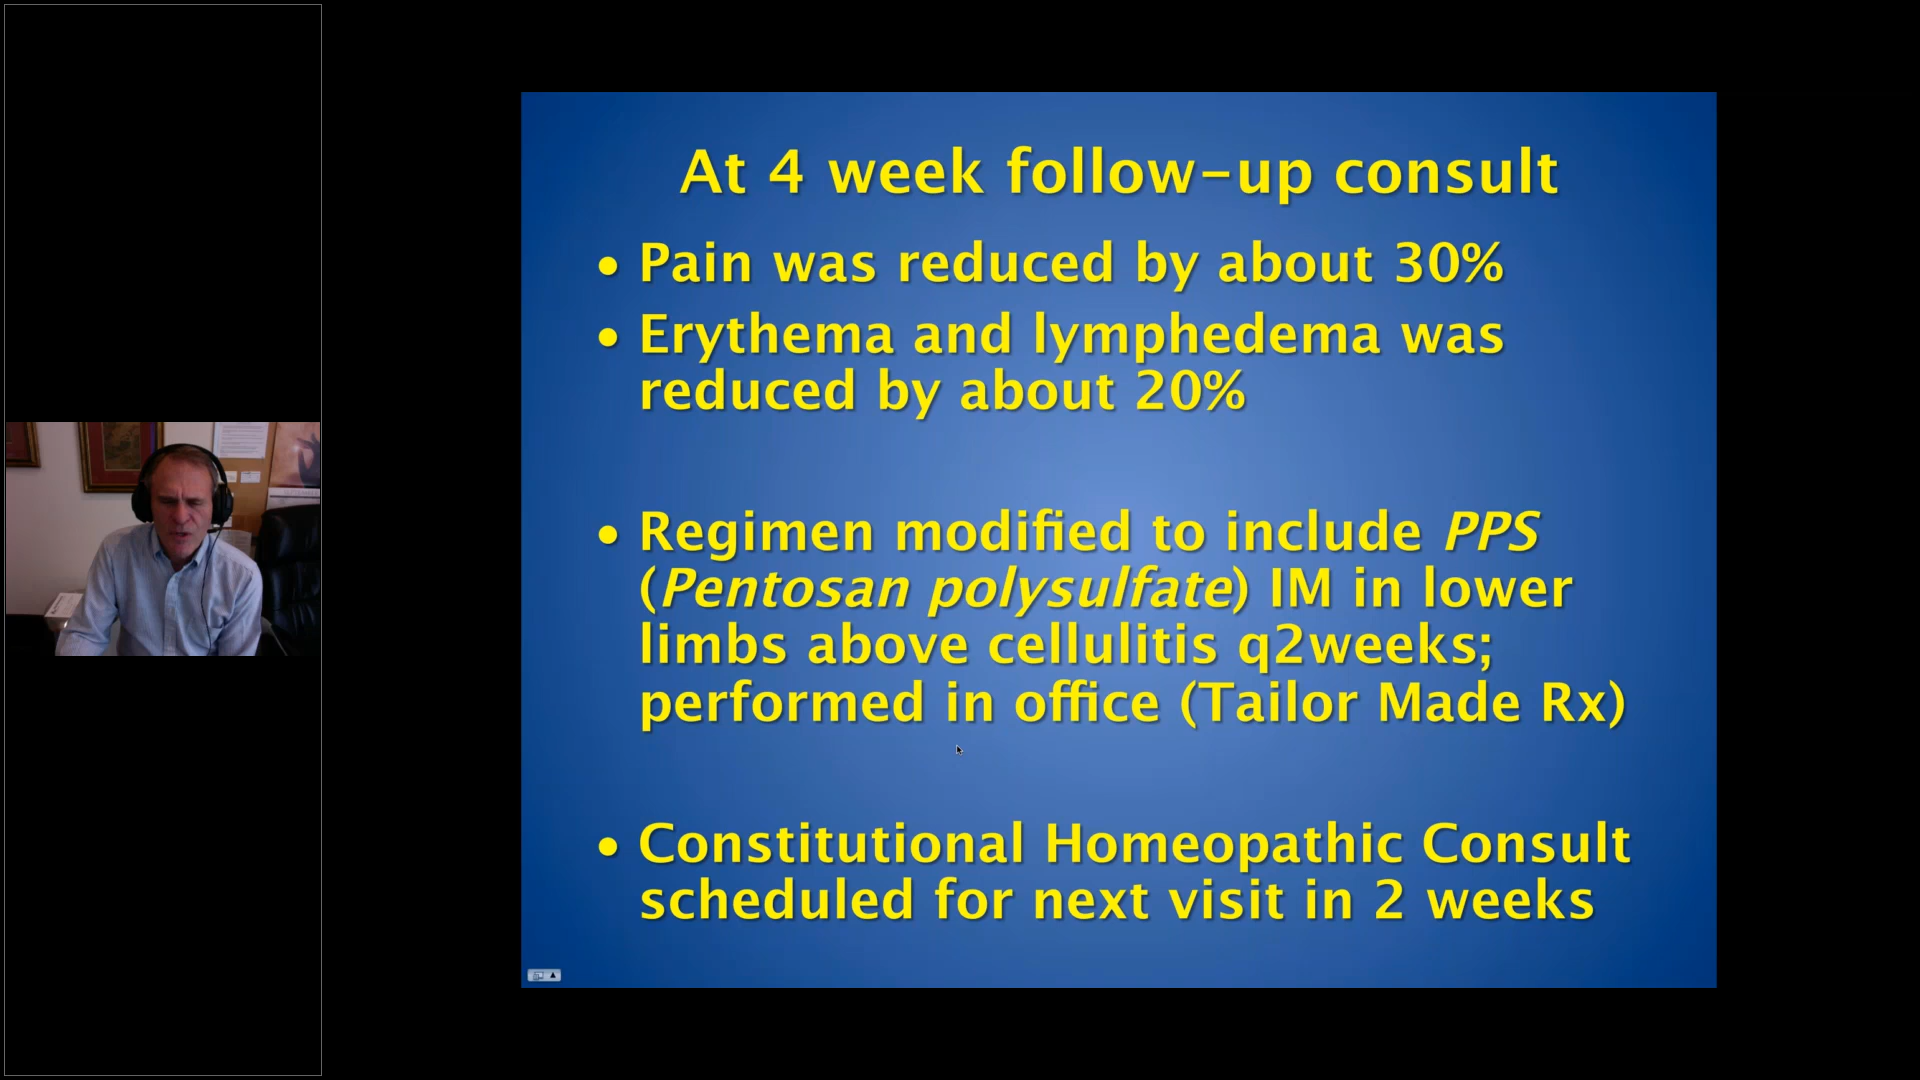 At 4 week follow-up consult
• Pain was reduced by about 30%
• Erythema and lymphedema was
reduced by about 20%
• Regimen modified to include PPS
(Pentosan polysulfate) IM in lower
limbs above cellulitis q2weeks;
performed in office (Tailor Made Rx)
• Constitutional Homeopathic Consult
scheduled for next visit in 2 weeks